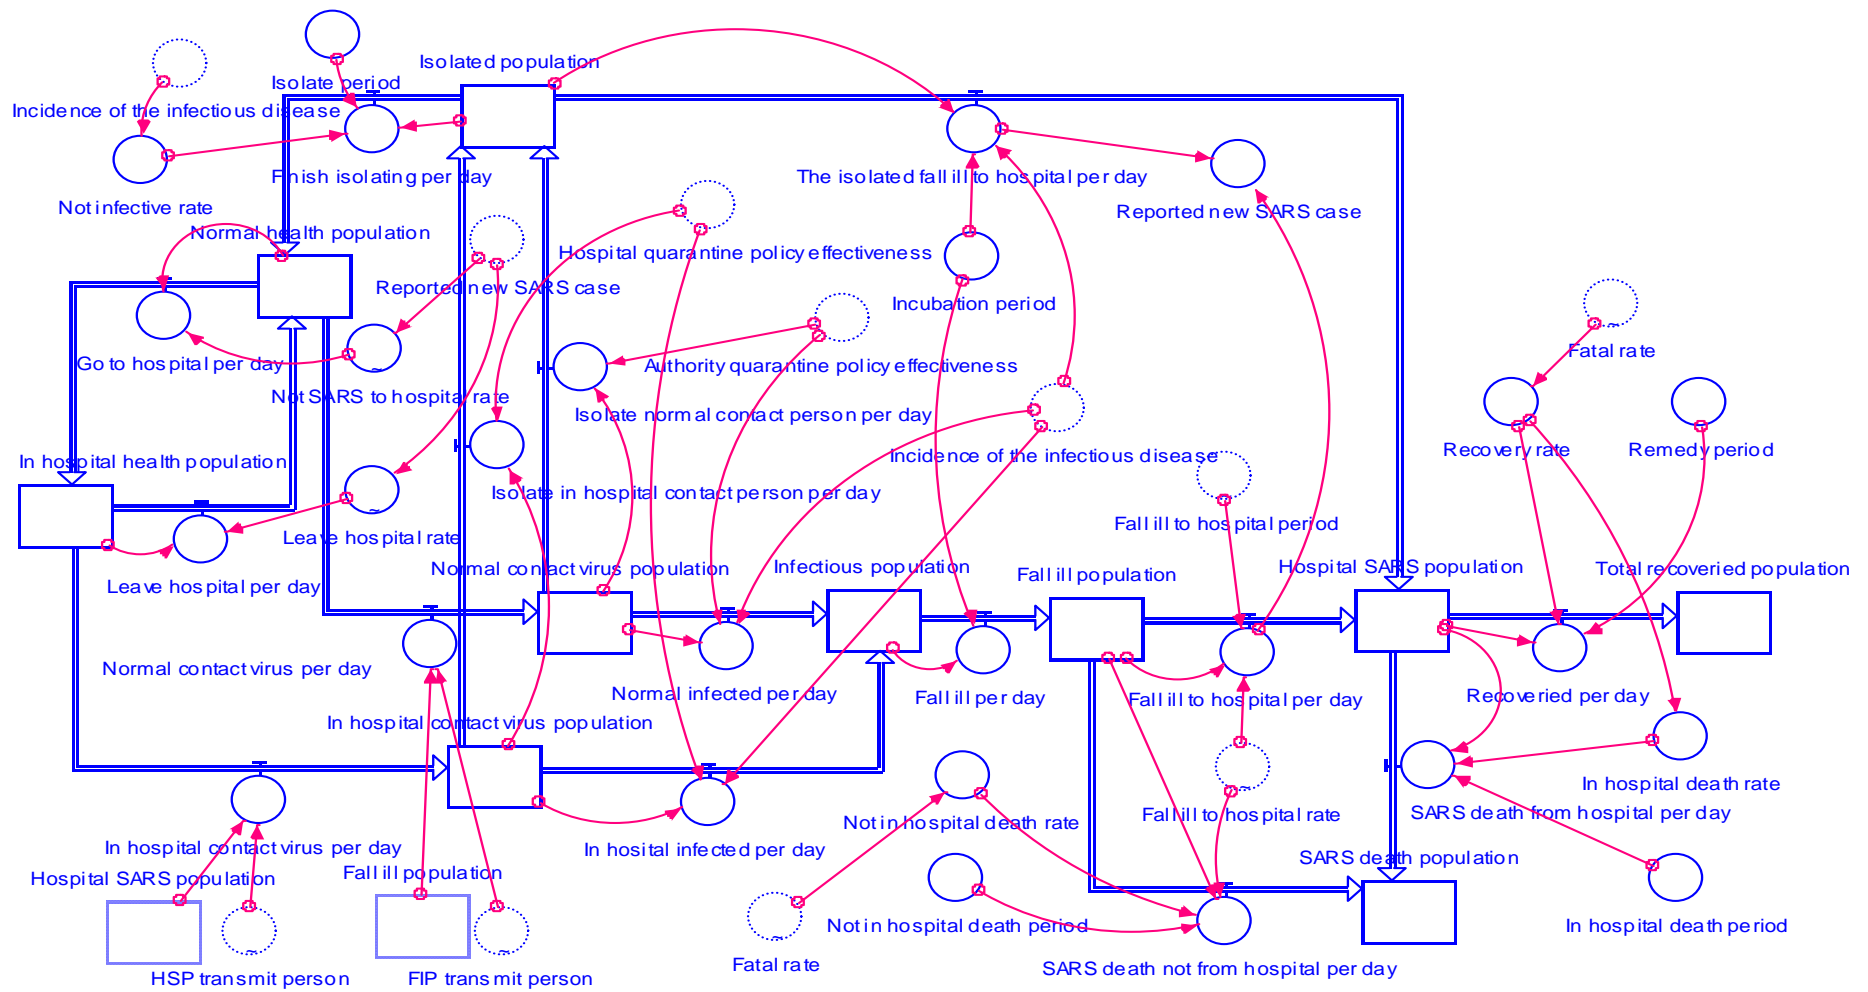 Isolated population
Isolate period
Incidence of the infectious disease
Finish isolating per day
The isolated fall ill to hospital per day
Not infective rate
Reported new SARS case
Normal health population
Hospital quarantine policy effectiveness
Reported new SARS case
Incubation period
Go to hospital per day
Authority quarantine policy effectiveness
Fatal rate
Not SARS to hospital rate
Isolate normal contact person per day
In hospital health population
Incidence of the infectious disease
Recovery rate
Remedy period
Isolate in hospital contact person per day
Leave hospital rate
Fall ill to hospital period
Leave hospital per day
Normal contact virus population
Infectious population
Fall ill population
Hospital SARS population
Total recoveried population
Normal contact virus per day
Normal infected per day
Fall ill per day
Fall ill to hospital per day
Recoveried per day
In hospital contact virus population
In hospital death rate
Not in hospital death rate
Fall ill to hospital rate
SARS death from hospital per day
In hospital contact virus per day
In hosital infected per day
SARS death population
Hospital SARS population
Fall ill population
Not in hospital death period
In hospital death period
HSP transmit person
FIP transmit person
Fatal rate
SARS death not from hospital per day